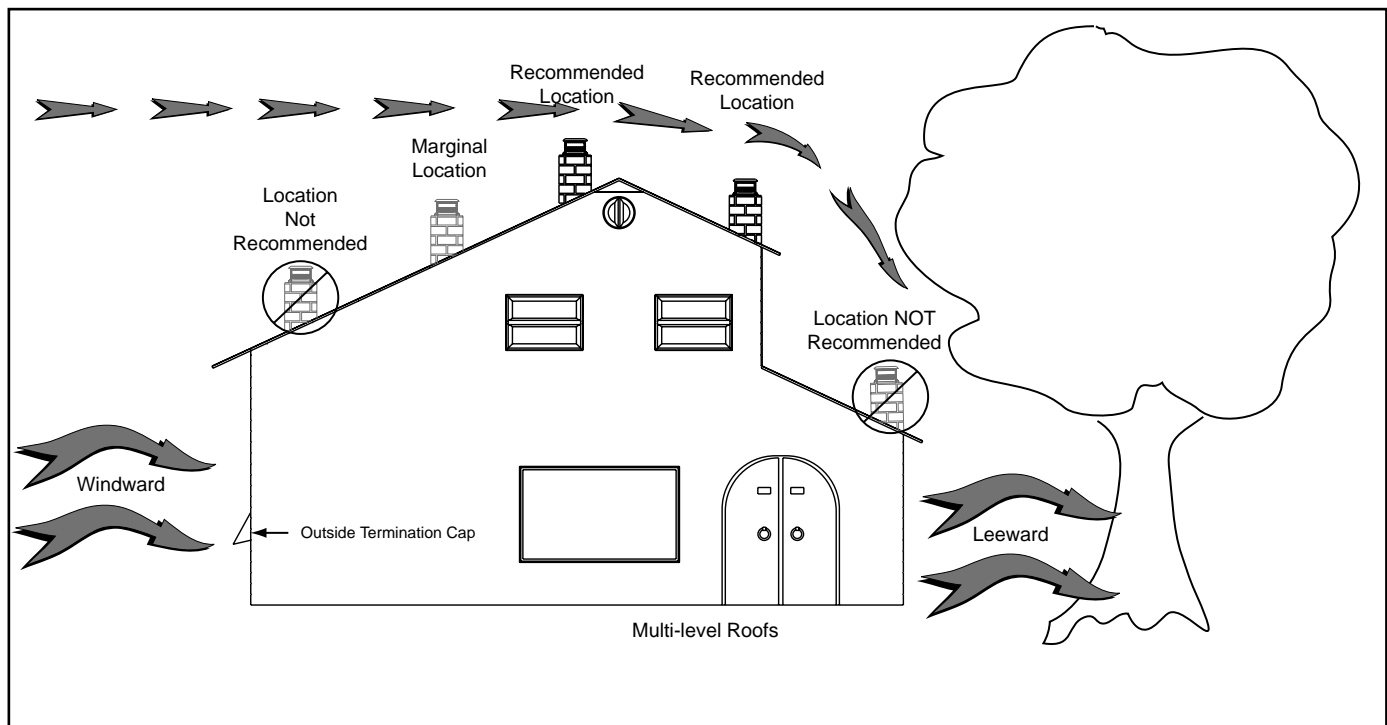 Recommended
Location
Recommended
Location
Marginal
Location
Location
Not
Recommended
Location NOT
Recommended
Windward
Outside Termination Cap
Leeward
Multi-level Roofs